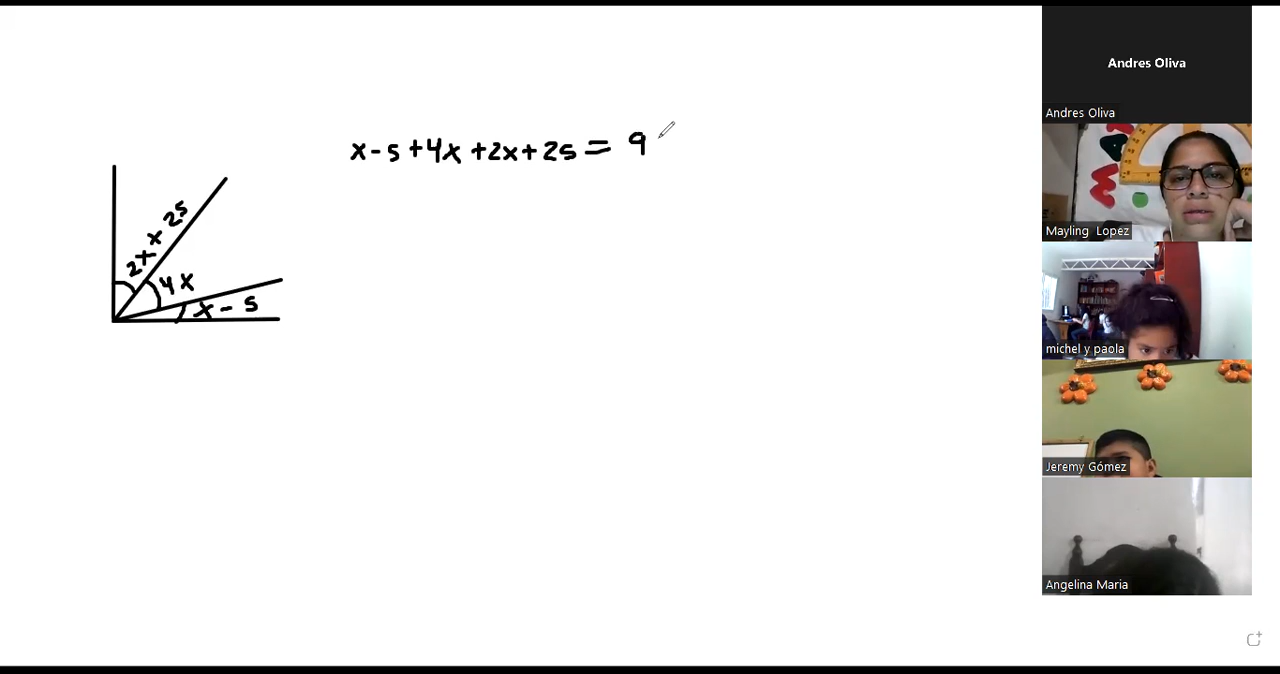 Andres Oliva
Andres Oliva
x-5+4x+2x+25=9
Mayling Lopez
2x x 25
4x
x-5
michel y paola
Jeremy Gómez
Angelina Maria